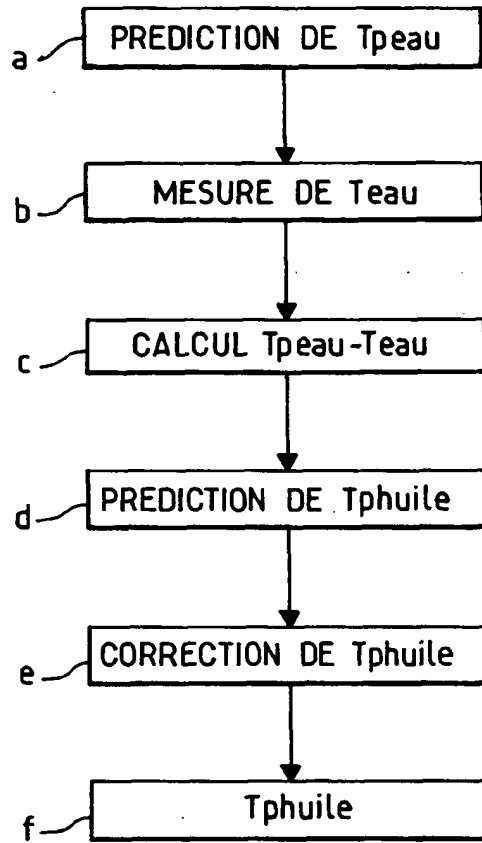 a PREDICTION DE Tpeau
b MESURE DE Teau
c CALCUL Tpeau-Teau
d PREDICTION DE Tphuile
e CORRECTION DE Tphuile
f Tphuile